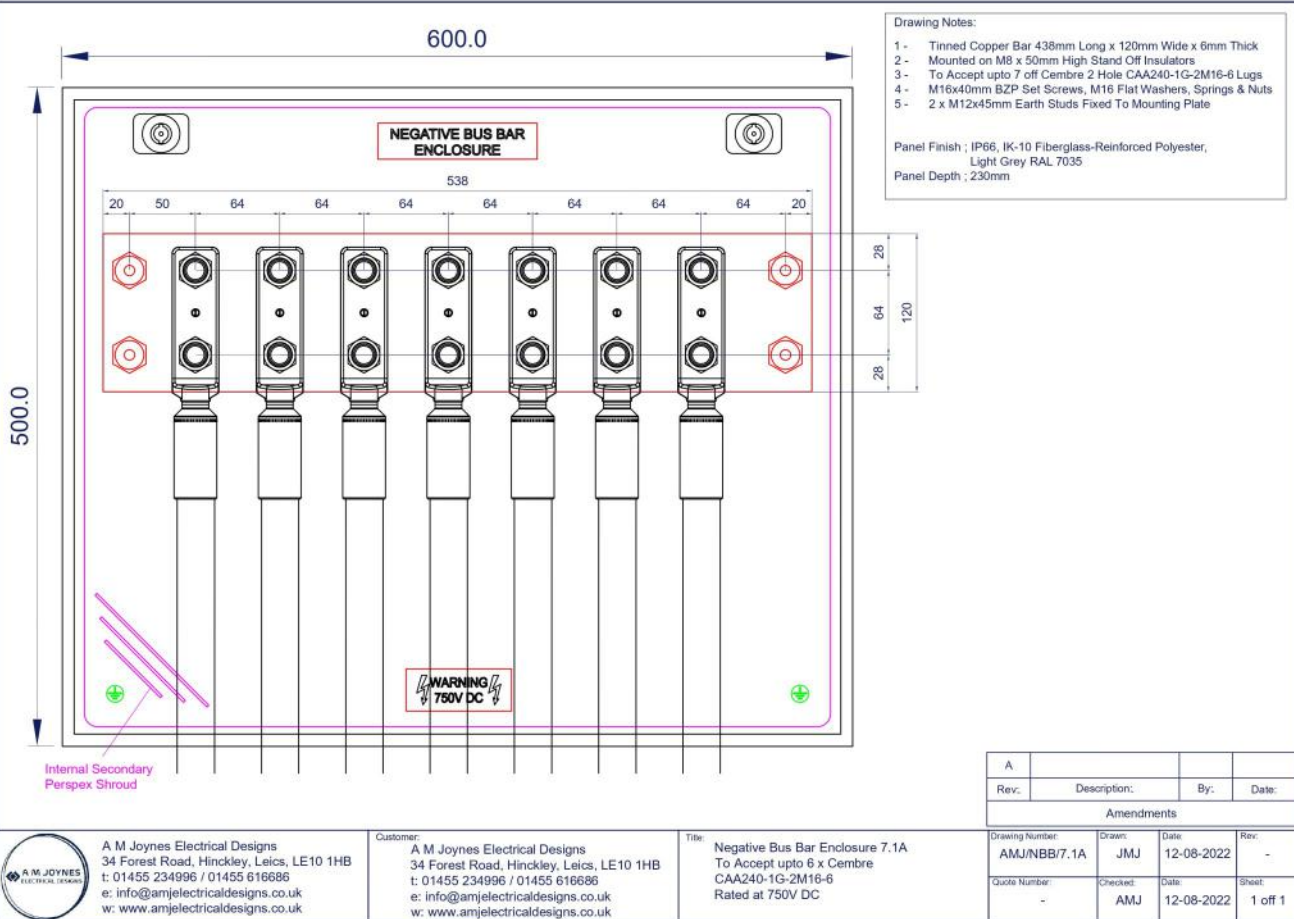 600.0
Drawing Notes:
1 - Tinned Copper Bar 438mm Long x 120mm Wide x 6mm Thick
2 - Mounted on M8 x 50mm High Stand Off Insulators
3 - To Accept upto 7 off Cembre 2 Hole CAA240-1G-2M16-6 Lugs
4 - M16x40mm BZP Set Screws, M16 Flat Washers, Springs & Nuts
5 - 2 x M12x45mm Earth Studs Fixed To Mounting Plate
Panel Finish ; IP66, IK-10 Fiberglass-Reinforced Polyester,
Light Grey RAL 7035
Panel Depth ; 230mm
NEGATIVE BUS BAR
ENCLOSURE
538
20 50 64 64 64 64 64 64 64 20
28
64
28
120
500.0
WARNING
750V DC
Internal Secondary
Perspex Shroud
A
Rev: Description: By: Date:
Amendments
A M JOYNES
ELECTRICAL DESIGNS
A M Joynes Electrical Designs
34 Forest Road, Hinckley, Leics, LE10 1HB
t: 01455 234996 / 01455 616686
e: info@amjelectricaldesigns.co.uk
w: www.amjelectricaldesigns.co.uk
Customer:
A M Joynes Electrical Designs
34 Forest Road, Hinckley, Leics, LE10 1HB
t: 01455 234996 / 01455 616686
e: info@amjelectricaldesigns.co.uk
w: www.amjelectricaldesigns.co.uk
Title:
Negative Bus Bar Enclosure 7.1A
To Accept upto 6 x Cembre
CAA240-1G-2M16-6
Rated at 750V DC
Drawing Number: Drawn: Date: Rev:
AMJ/NBB/7.1A JMJ 12-08-2022 -
Quote Number: Checked: Date: Sheet:
- AMJ 12-08-2022 1 off 1